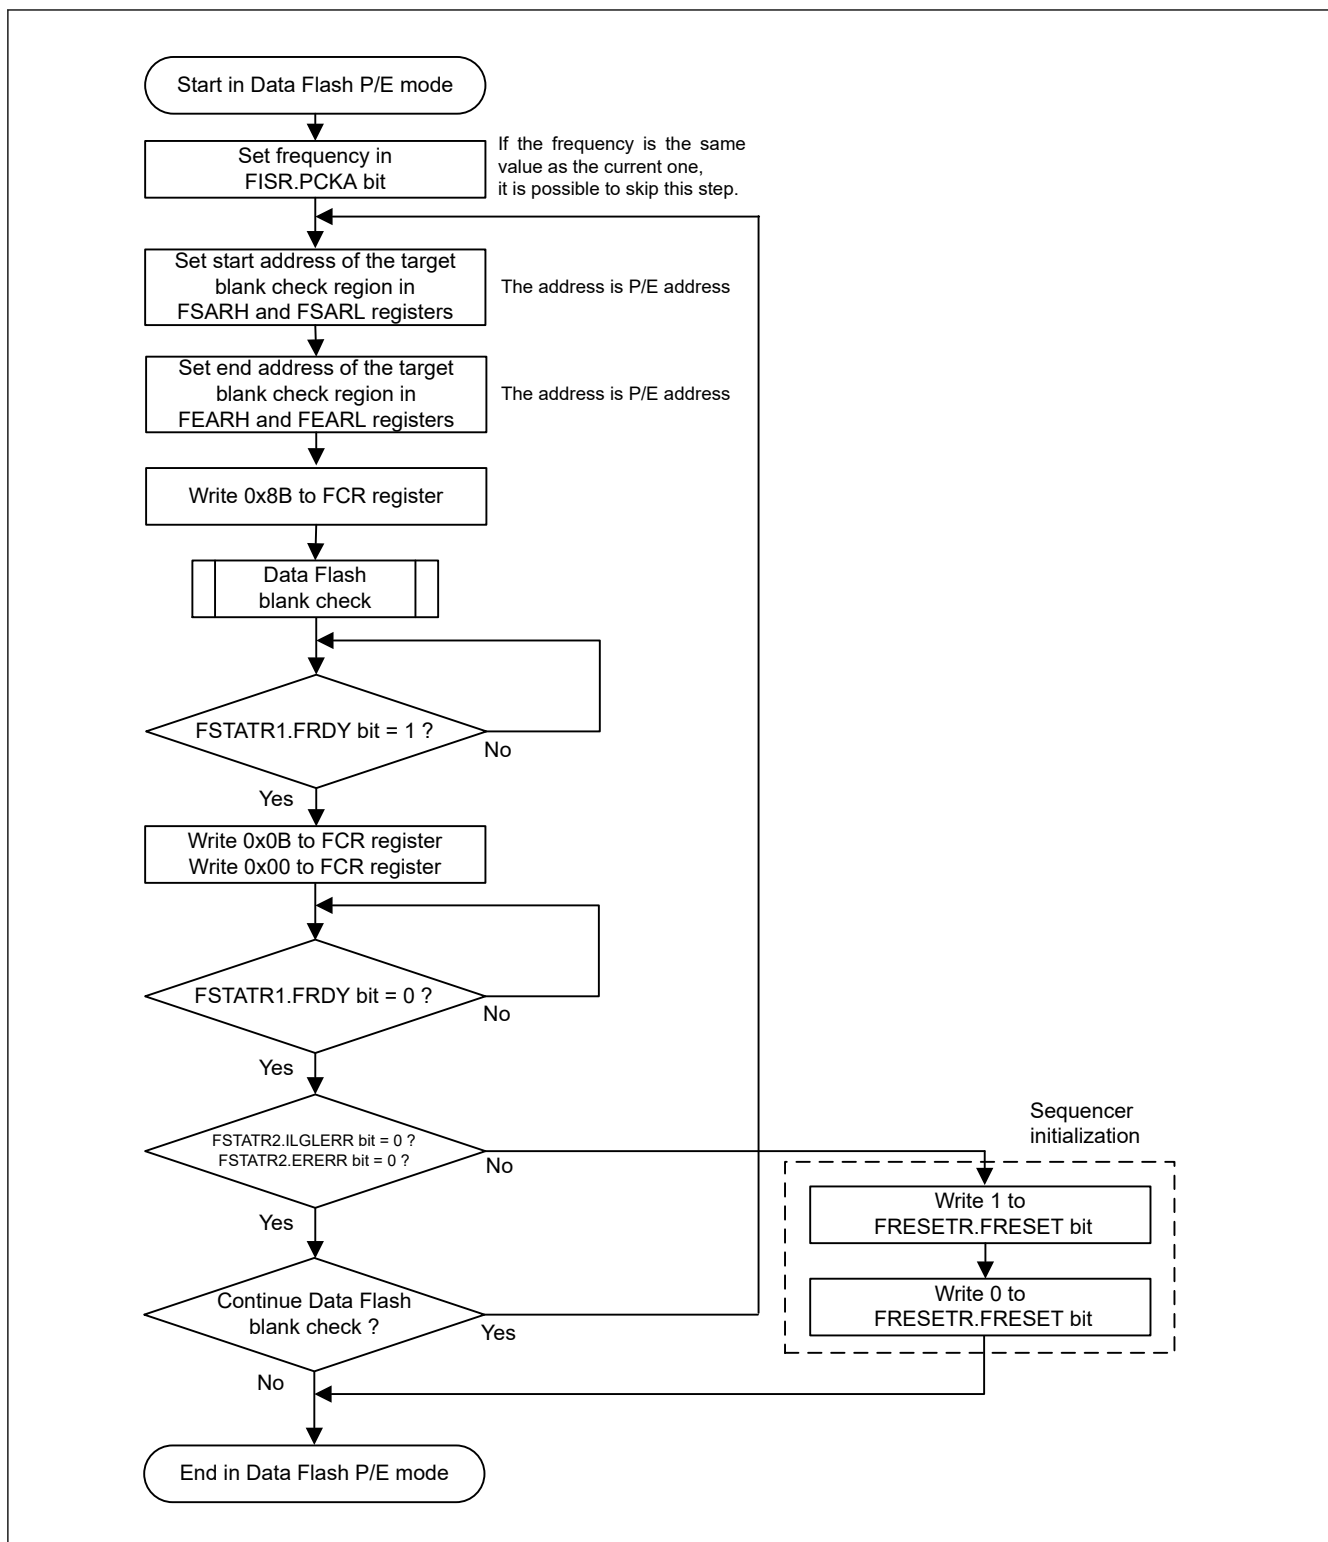 Start in Data Flash P/E mode
Set frequency in
FISR.PCKA bit
If the frequency is the same
value as the current one,
it is possible to skip this step.
Set start address of the target
blank check region in
FSARH and FSARL registers
The address is P/E address
Set end address of the target
blank check region in
FEARH and FEARL registers
The address is P/E address
Write 0x8B to FCR register
Data Flash
blank check
FSTATR1.FRDY bit = 1 ?
No
Yes
Write 0x0B to FCR register
Write 0x00 to FCR register
FSTATR1.FRDY bit = 0 ?
No
Yes
FSTATR2.ILGLERR bit = 0 ?
FSTATR2.ERERR bit = 0 ?
No
Yes
Sequencer
initialization
Write 1 to
FRESETR.FRESET bit
Write 0 to
FRESETR.FRESET bit
Continue Data Flash
blank check ?
Yes
No
End in Data Flash P/E mode